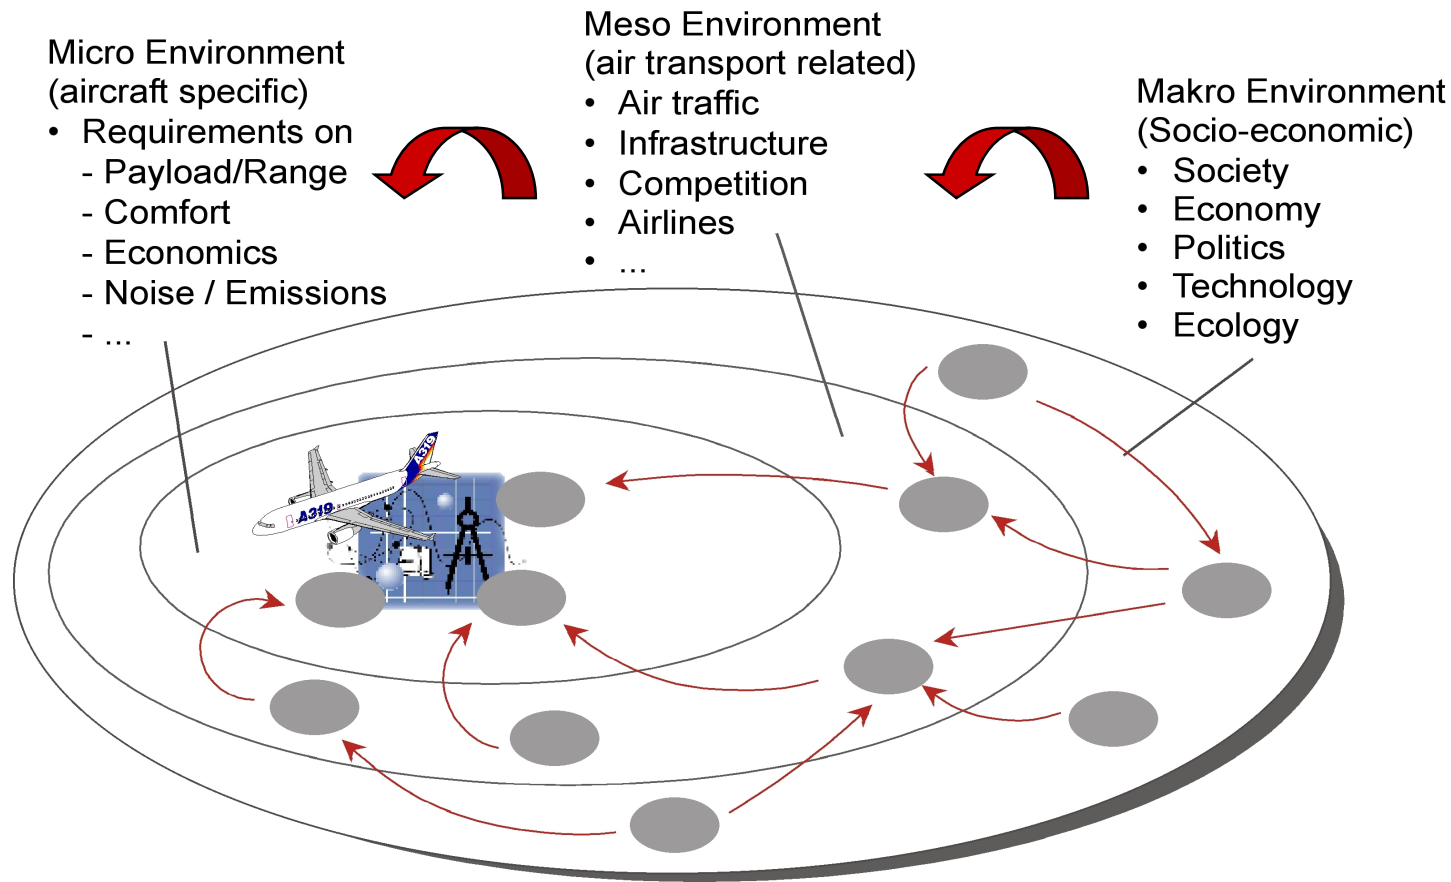 Micro Environment
(aircraft specific)
• Requirements on
- Payload/Range
- Comfort
- Economics
- Noise / Emissions
- ...
Meso Environment
(air transport related)
• Air traffic
• Infrastructure
• Competition
• Airlines
• ...
Makro Environment
(Socio-economic)
• Society
• Economy
• Politics
• Technology
• Ecology
A319
A319